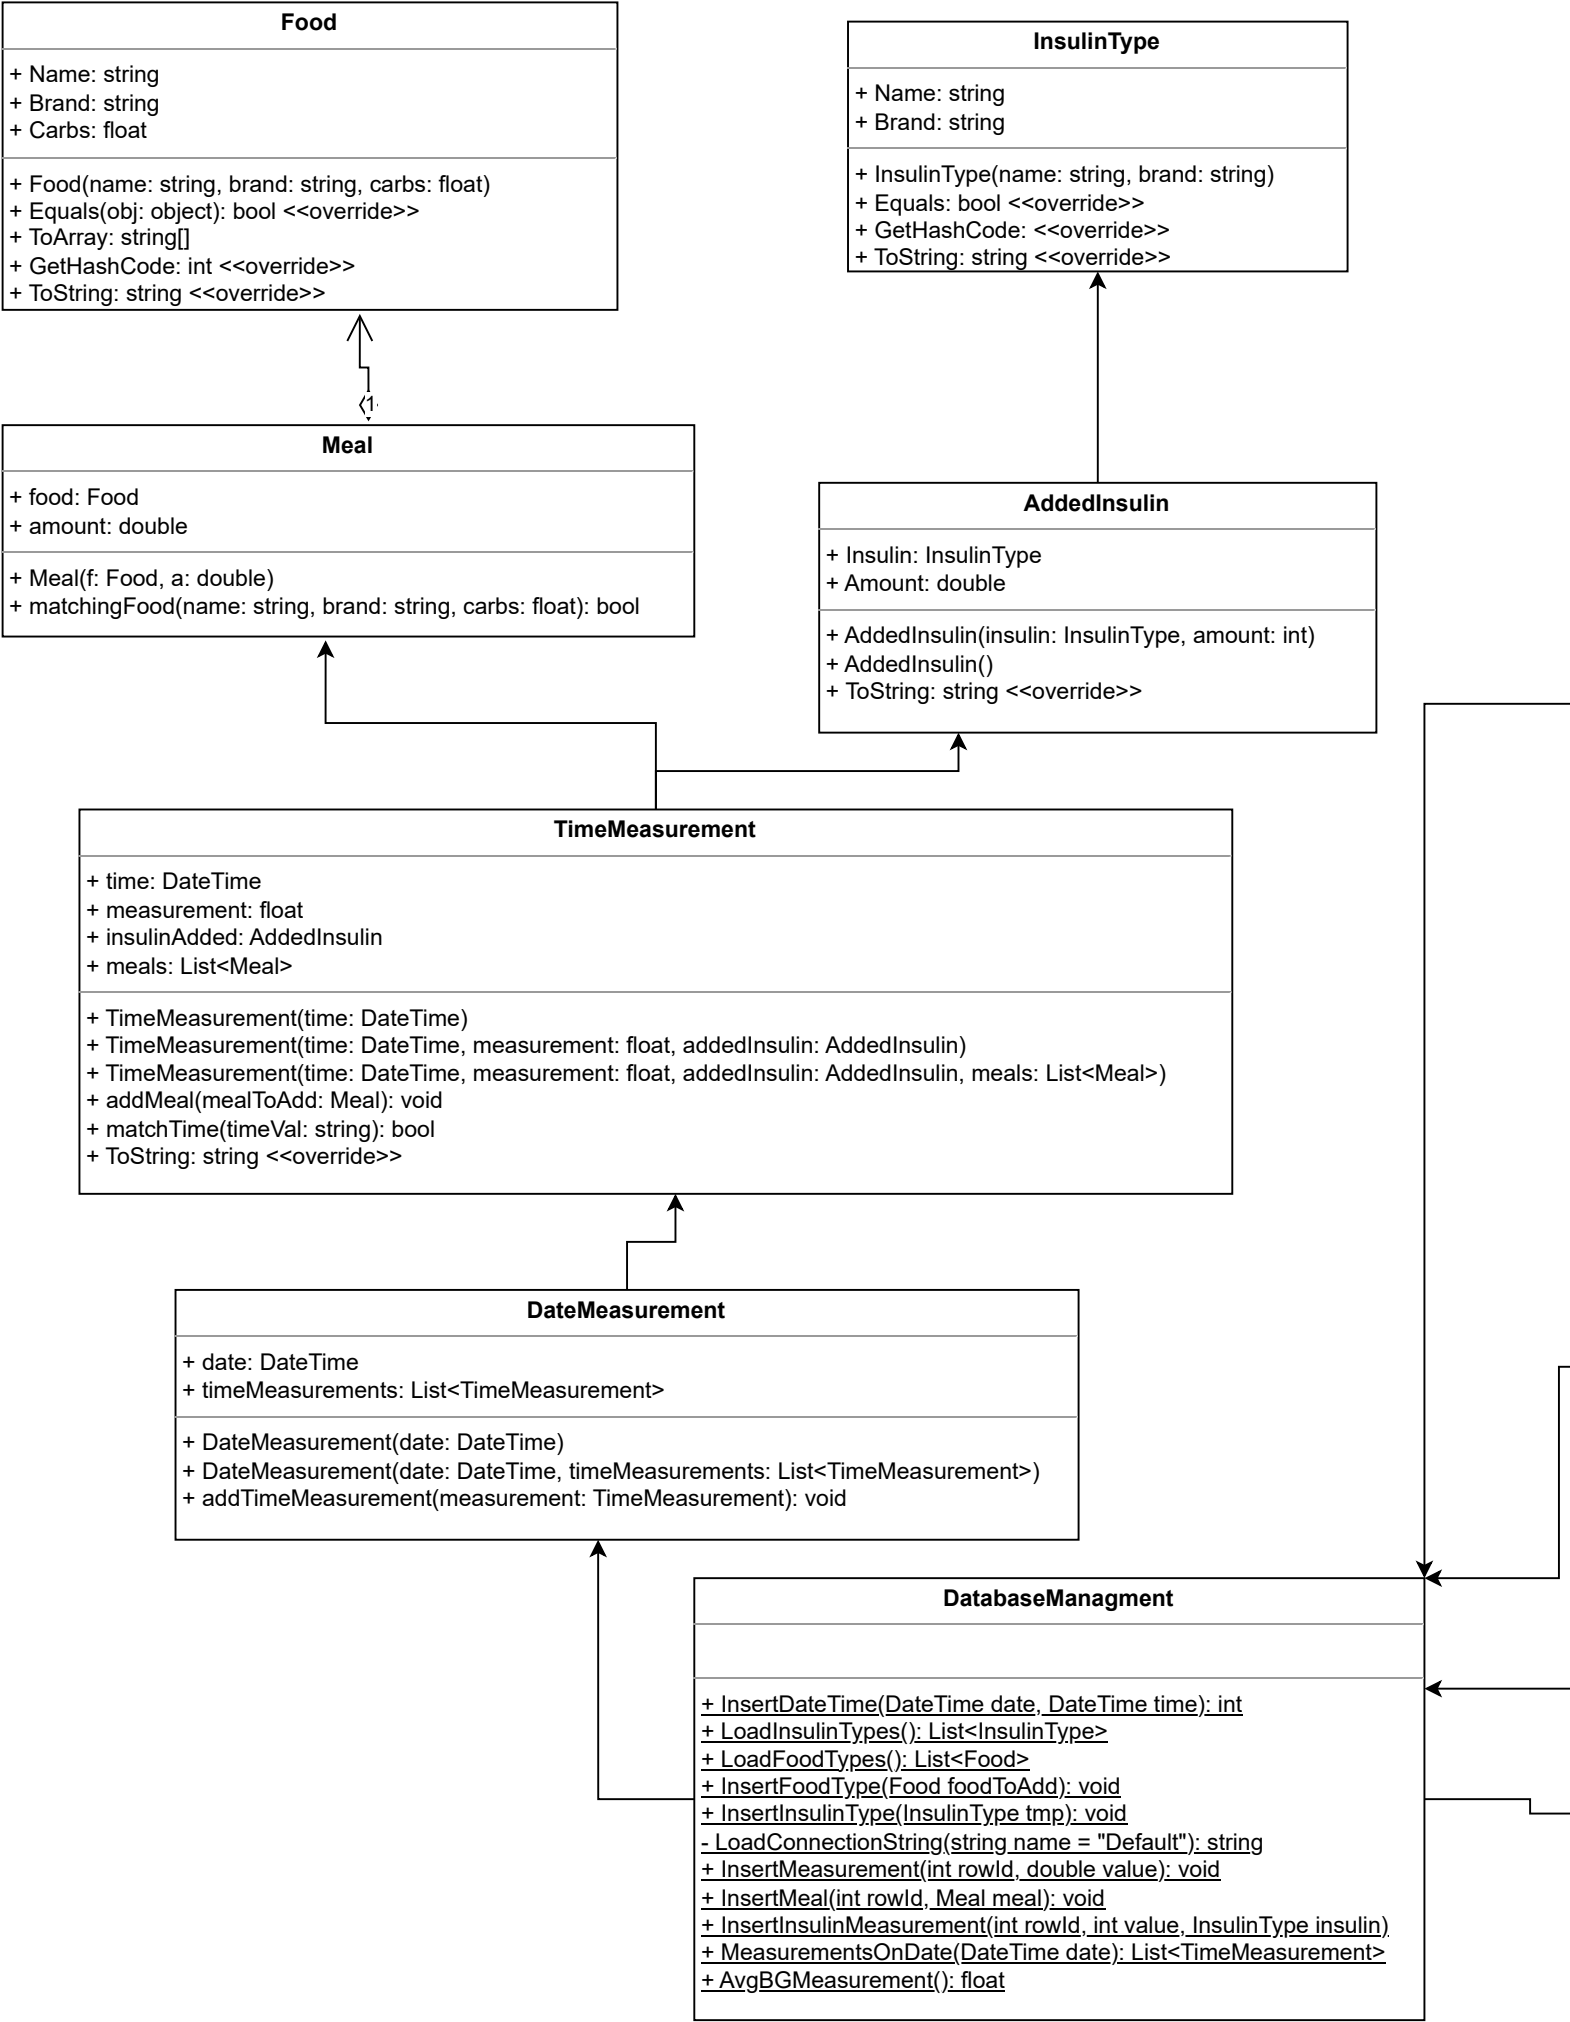 Food
+ Name: string
+ Brand: string
+ Carbs: float
+ Food(name: string, brand: string, carbs: float)
+ Equals(obj: object): bool <<override>>
+ ToArray: string[]
+ GetHashCode: int <<override>>
+ ToString: string <<override>>
InsulinType
+ Name: string
+ Brand: string
+ InsulinType(name: string, brand: string)
+ Equals: bool <<override>>
+ GetHashCode: <<override>>
+ ToString: string <<override>>
1
Meal
+ food: Food
+ amount: double
+ Meal(f: Food, a: double)
+ matchingFood(name: string, brand: string, carbs: float): bool
AddedInsulin
+ Insulin: InsulinType
+ Amount: double
+ AddedInsulin(insulin: InsulinType, amount: int)
+ AddedInsulin()
+ ToString: string <<override>>
TimeMeasurement
+ time: DateTime
+ measurement: float
+ insulinAdded: AddedInsulin
+ meals: List<Meal>
+ TimeMeasurement(time: DateTime)
+ TimeMeasurement(time: DateTime, measurement: float, addedInsulin: AddedInsulin)
+ TimeMeasurement(time: DateTime, measurement: float, addedInsulin: AddedInsulin, meals: List<Meal>)
+ addMeal(mealToAdd: Meal): void
+ matchTime(timeVal: string): bool
+ ToString: string <<override>>
DateMeasurement
+ date: DateTime
+ timeMeasurements: List<TimeMeasurement>
+ DateMeasurement(date: DateTime)
+ DateMeasurement(date: DateTime, timeMeasurements: List<TimeMeasurement>)
+ addTimeMeasurement(measurement: TimeMeasurement): void
DatabaseManagment
+ InsertDateTime(DateTime date, DateTime time): int
+ LoadInsulinTypes(): List<InsulinType>
+ LoadFoodTypes(): List<Food>
+ InsertFoodType(Food foodToAdd): void
+ InsertInsulinType(InsulinType tmp): void
- LoadConnectionString(string name = "Default"): string
+ InsertMeasurement(int rowId, double value): void
+ InsertMeal(int rowId, Meal meal): void
+ InsertInsulinMeasurement(int rowId, int value, InsulinType insulin)
+ MeasurementsOnDate(DateTime date): List<TimeMeasurement>
+ AvgBGMeasurement(): float